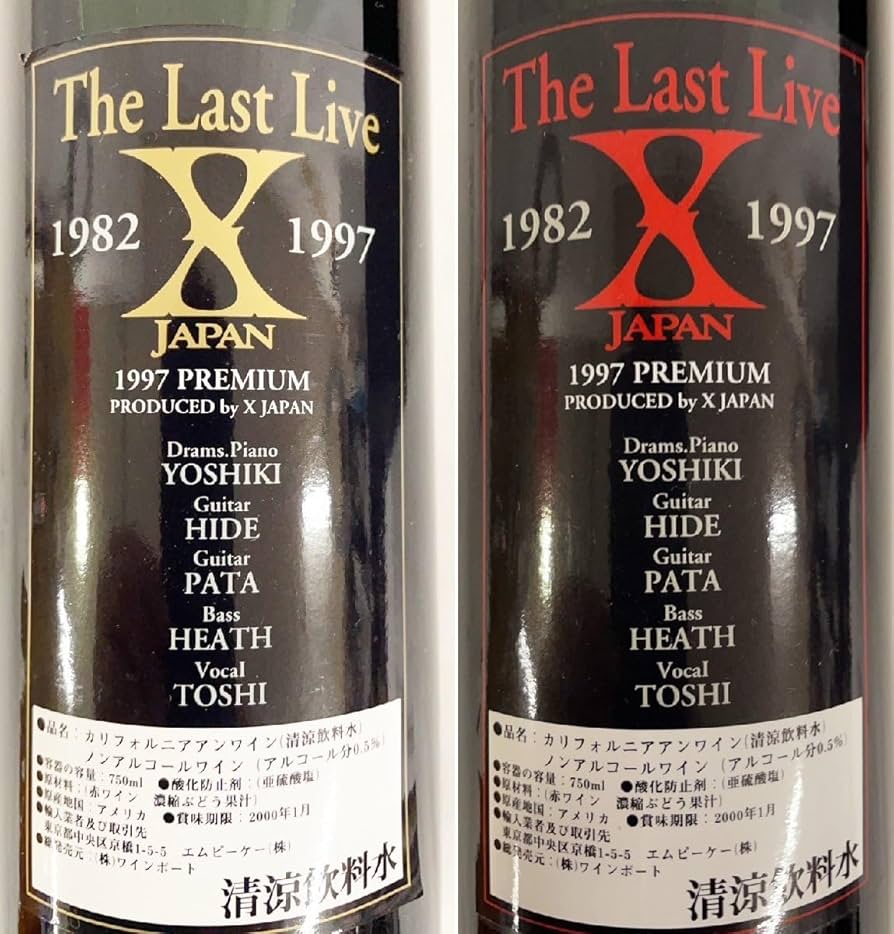 The Last Live
X
1982 1997
JAPAN
1997 PREMIUM
PRODUCED by X JAPAN
Drams.Piano
YOSHIKI
Guitar
HIDE
Guitar
PATA
Bass
HEATH
Vocal
TOSHI
●品名：カリフォルニアアンワイン(清涼飲料水)
ノンアルコールワイン(アルコール分0.5%)
●容器の容量：750ml ●酸化防止剤：(亜硫酸塩)
●原材料：(赤ワイン 濃縮ぶどう果汁)
●原産地国：アメリカ ●賞味期限：2000年1月
●輸入業者及び取引先
東京都中央区京橋1-5-5 エムピーケー(株)
●総発売元：(株)ワインポート
清涼飲料水
The Last Live
X
1982 1997
JAPAN
1997 PREMIUM
PRODUCED by X JAPAN
Drams.Piano
YOSHIKI
Guitar
HIDE
Guitar
PATA
Bass
HEATH
Vocal
TOSHI
●品名：カリフォルニアアンワイン(清涼飲料水)
ノンアルコールワイン(アルコール分0.5%)
●容器の容量：750ml ●酸化防止剤：(亜硫酸塩)
●原材料：(赤ワイン 濃縮ぶどう果汁)
●原産地国：アメリカ ●賞味期限：2000年1月
●輸入業者及び取引先
東京都中央区京橋1-5-5 エムピーケー(株)
●総発売元：(株)ワインポート
清涼飲料水